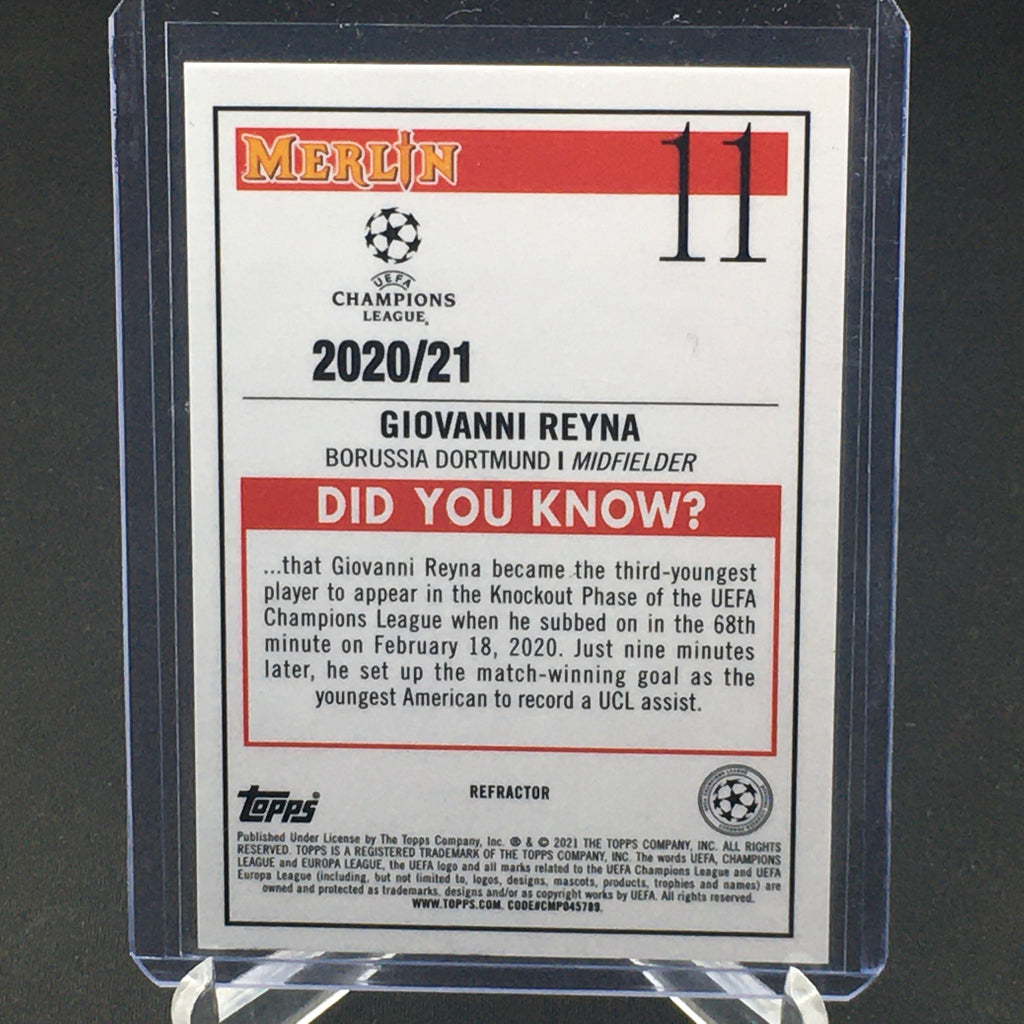 MERLIN
11
UEFA
CHAMPIONS
LEAGUE®
2020/21
GIOVANNI REYNA
BORUSSIA DORTMUND | MIDFIELDER
DID YOU KNOW?
...that Giovanni Reyna became the third-youngest
player to appear in the Knockout Phase of the UEFA
Champions League when he subbed on in the 68th
minute on February 18, 2020. Just nine minutes
later, he set up the match-winning goal as the
youngest American to record a UCL assist.
topps®
REFRACTOR
Published Under License by The Topps Company, Inc. ® & © 2021 THE TOPPS COMPANY, INC. ALL RIGHTS
RESERVED. TOPPS IS A REGISTERED TRADEMARK OF THE TOPPS COMPANY, INC. The words UEFA, CHAMPIONS
LEAGUE and EUROPA LEAGUE, the UEFA logo and all marks related to the UEFA Champions League and UEFA
Europa League (including, but not limited to, logos, designs, mascots, products, trophies and names) are
owned and protected as trademarks, designs and/or as copyright works by UEFA. All rights reserved.
WWW.TOPPS.COM. CODE#CMP045789.